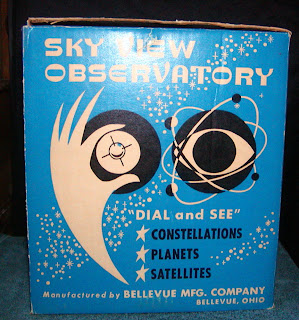 SKY VIEW
OBSERVATORY
"DIAL and SEE"
CONSTELLATIONS
PLANETS
SATELLITES
Manufactured by BELLEVUE MFG. COMPANY
BELLEVUE, OHIO